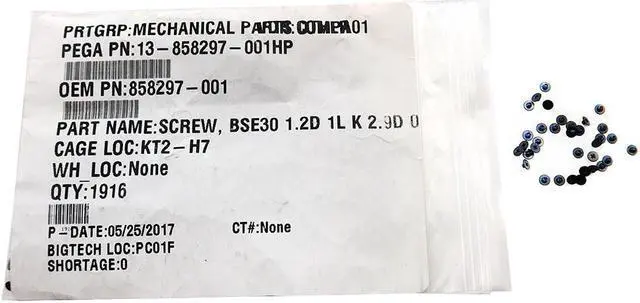 PRTGRP:MECHANICAL PARTS
PEGA PN:13-858297-001HP
OEM PN:858297-001
PART NAME:SCREW, BSE30 1.2D 1L K 2.9D 0
CAGE LOC:KT2-H7
WH_LOC:None
QTY:1916
P-DATE:05/25/2017 CT#:None
BIGTECH LOC:PC01F
SHORTAGE:0